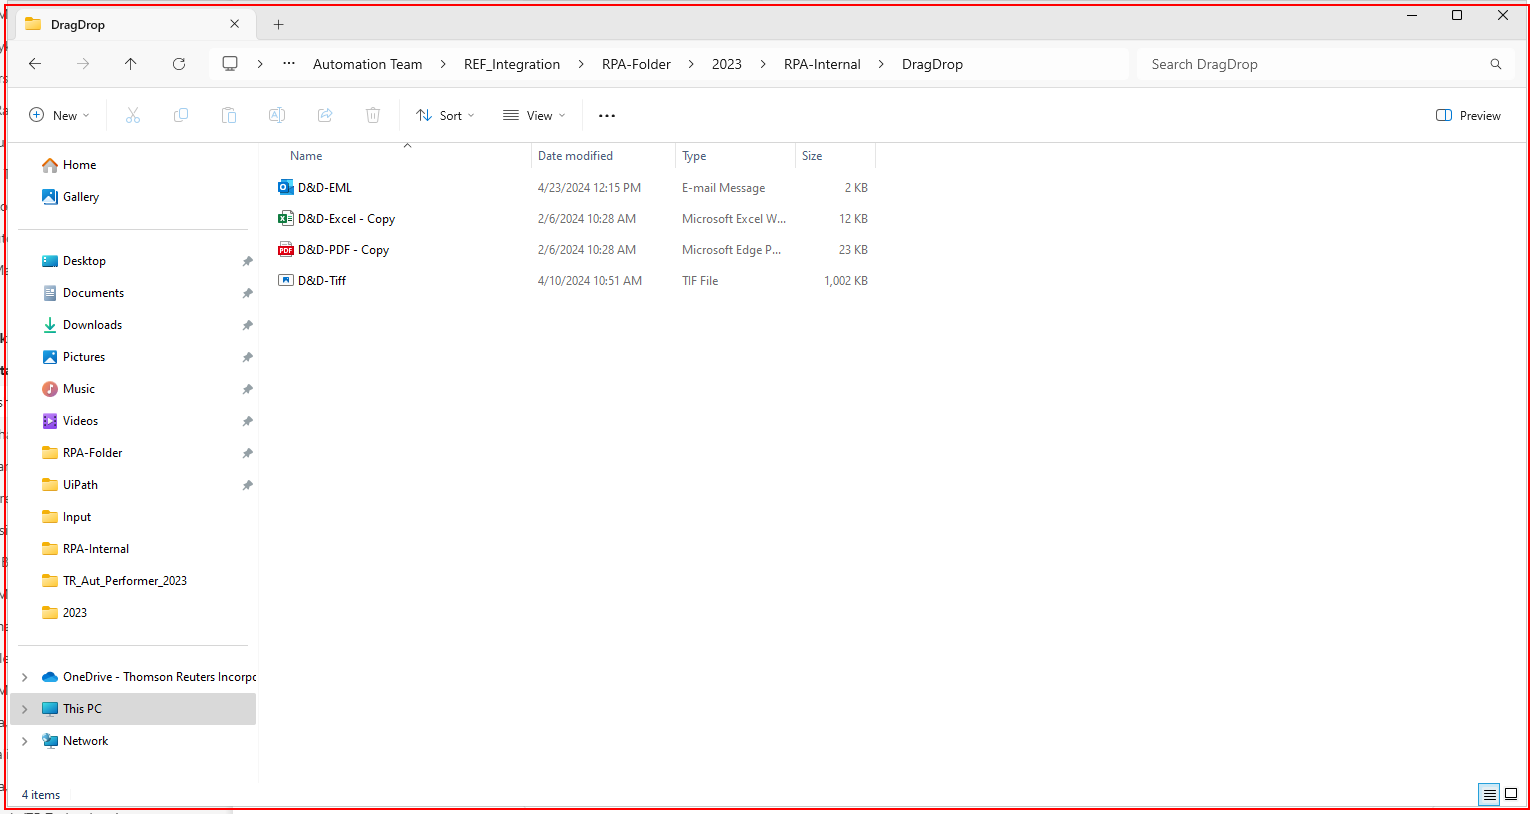 DragDrop
Automation Team > REF_Integration > RPA-Folder > 2023 > RPA-Internal > DragDrop
Search DragDrop
New
Sort
View
Preview
Name Date modified Type Size
D&D-EML 4/23/2024 12:15 PM E-mail Message 2 KB
D&D-Excel - Copy 2/6/2024 10:28 AM Microsoft Excel W... 12 KB
D&D-PDF - Copy 2/6/2024 10:28 AM Microsoft Edge P... 23 KB
D&D-Tiff 4/10/2024 10:51 AM TIF File 1,002 KB
Home
Gallery
Desktop
Documents
Downloads
Pictures
Music
Videos
RPA-Folder
UiPath
Input
RPA-Internal
TR_Aut_Performer_2023
2023
OneDrive - Thomson Reuters Incorpo
This PC
Network
4 items